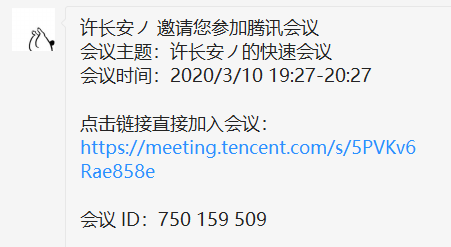 许长安ノ 邀请您参加腾讯会议
会议主题：许长安ノ的快速会议
会议时间：2020/3/10 19:27-20:27
点击链接直接加入会议：
https://meeting.tencent.com/s/5PVKv6
Rae858e
会议 ID：750 159 509